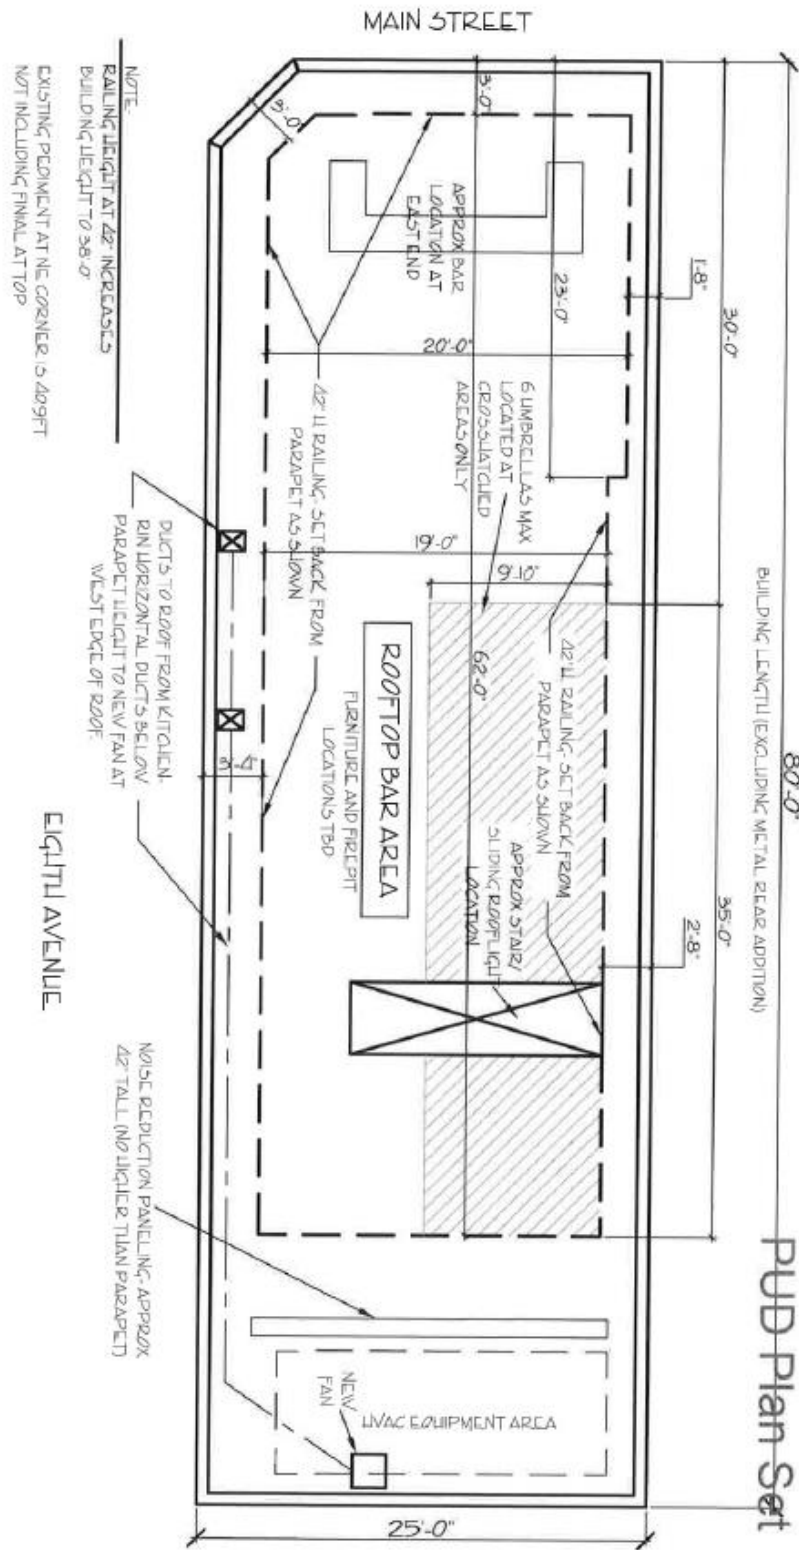 MAIN STREET
NOTE-
RAILING HEIGHT AT 42" INCREASES
BUILDING HEIGHT TO 38'-0"
EXISTING PEDIMENT AT NE CORNER IS 40.9FT
NOT INCLUDING FINIAL AT TOP
3'-0"
3'-0"
APPROX BAR
LOCATION AT
EAST END
23'-0"
1'-8"
30'-0"
20'-0"
42" H RAILING- SET BACK FROM
PARAPET AS SHOWN
6 UMBRELLAS MAX
LOCATED AT
CROSSHATCHED
AREAS ONLY
19'-0"
9'-10"
62'-0"
ROOFTOP BAR AREA
FURNITURE AND FIREPIT
LOCATIONS TBD
42" H. RAILING- SET BACK FROM
PARAPET AS SHOWN
APPROX STAIR/
SLIDING ROOFLIGHT
LOCATION
BUILDING LENGTH (EXCLUDING METAL REAR ADDITION)
80'-0"
35'-0"
2'-8"
DUCTS TO ROOF FROM KITCHEN-
RUN HORIZONTAL DUCTS BELOW
PARAPET HEIGHT TO NEW FAN AT
WEST EDGE OF ROOF.
3'-4"
EIGHTH AVENUE
NOISE REDUCTION PANELING- APPROX
42" TALL (NO HIGHER THAN PARAPET)
NEW
FAN
HVAC EQUIPMENT AREA
25'-0"
PUD Plan Set